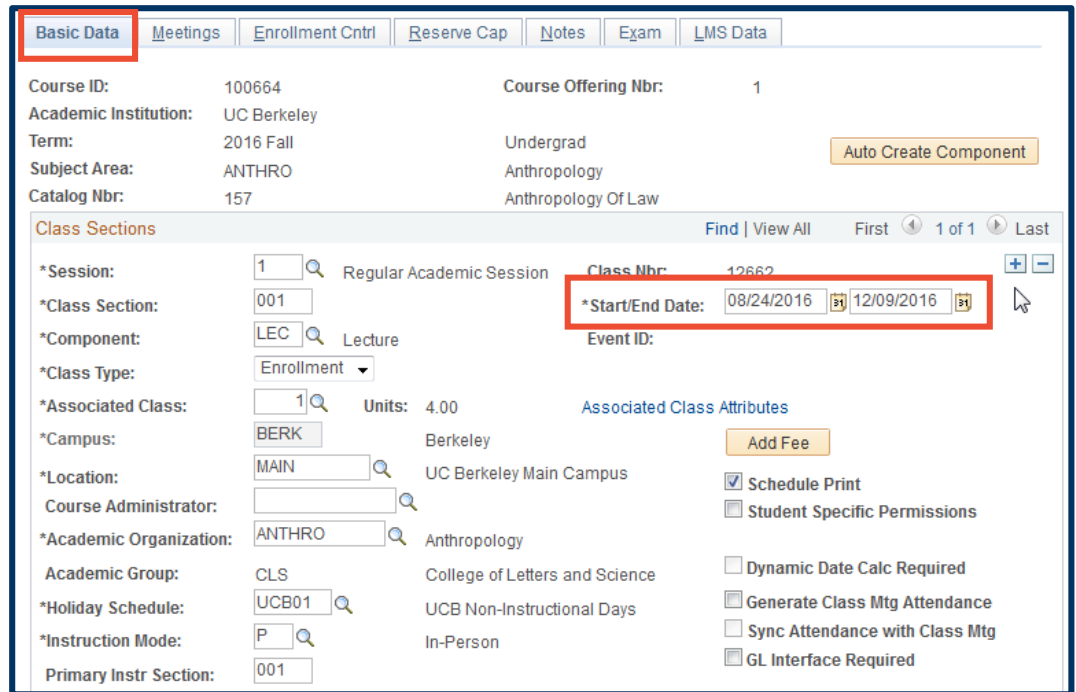 Basic Data Meetings Enrollment Cntrl Reserve Cap Notes Exam LMS Data
Course ID: 100664 Course Offering Nbr: 1
Academic Institution: UC Berkeley
Term: 2016 Fall Undergrad
Auto Create Component
Subject Area: ANTHRO Anthropology
Catalog Nbr: 157 Anthropology Of Law
Class Sections Find | View All First 1 of 1 Last
*Session: 1 Regular Academic Session Class Nbr: 12662
*Class Section: 001 *Start/End Date: 08/24/2016 31 12/09/2016 31
*Component: LEC Lecture Event ID:
*Class Type: Enrollment
*Associated Class: 1 Units: 4.00 Associated Class Attributes
*Campus: BERK Berkeley Add Fee
*Location: MAIN UC Berkeley Main Campus Schedule Print
Course Administrator: Student Specific Permissions
*Academic Organization: ANTHRO Anthropology
Academic Group: CLS College of Letters and Science Dynamic Date Calc Required
*Holiday Schedule: UCB01 UCB Non-Instructional Days Generate Class Mtg Attendance
*Instruction Mode: P In-Person Sync Attendance with Class Mtg
Primary Instr Section: 001 GL Interface Required